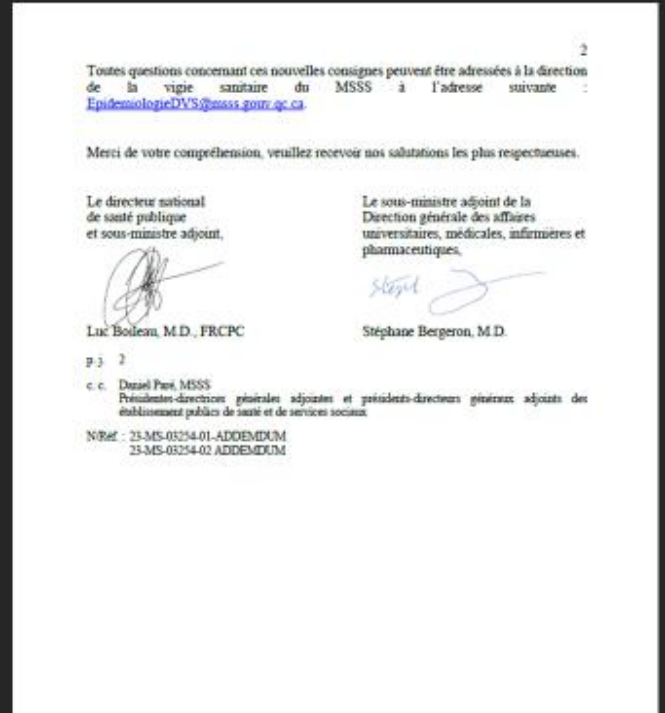 2
Toutes questions concernant ces nouvelles consignes peuvent être adressées à la direction
de la vigie sanitaire du MSSS à l'adresse suivante :
EpidemiologieDVS@msss.gouv.qc.ca.
Merci de votre compréhension, veuillez recevoir nos salutations les plus respectueuses.
Le directeur national
de santé publique
et sous-ministre adjoint,
Luc Boileau, M.D., FRCPC
Le sous-ministre adjoint de la
Direction générale des affaires
universitaires, médicales, infirmières et
pharmaceutiques,
Stéph
Stéphane Bergeron, M.D.
p.j. 2
c. c. Daniel Paré, MSSS
Présidentes-directrices générales adjointes et présidents-directeurs généraux adjoints des
établissement publics de santé et de services sociaux
N/Réf. : 23-MS-03254-01-ADDEMDUM
23-MS-03254-02 ADDEMDUM